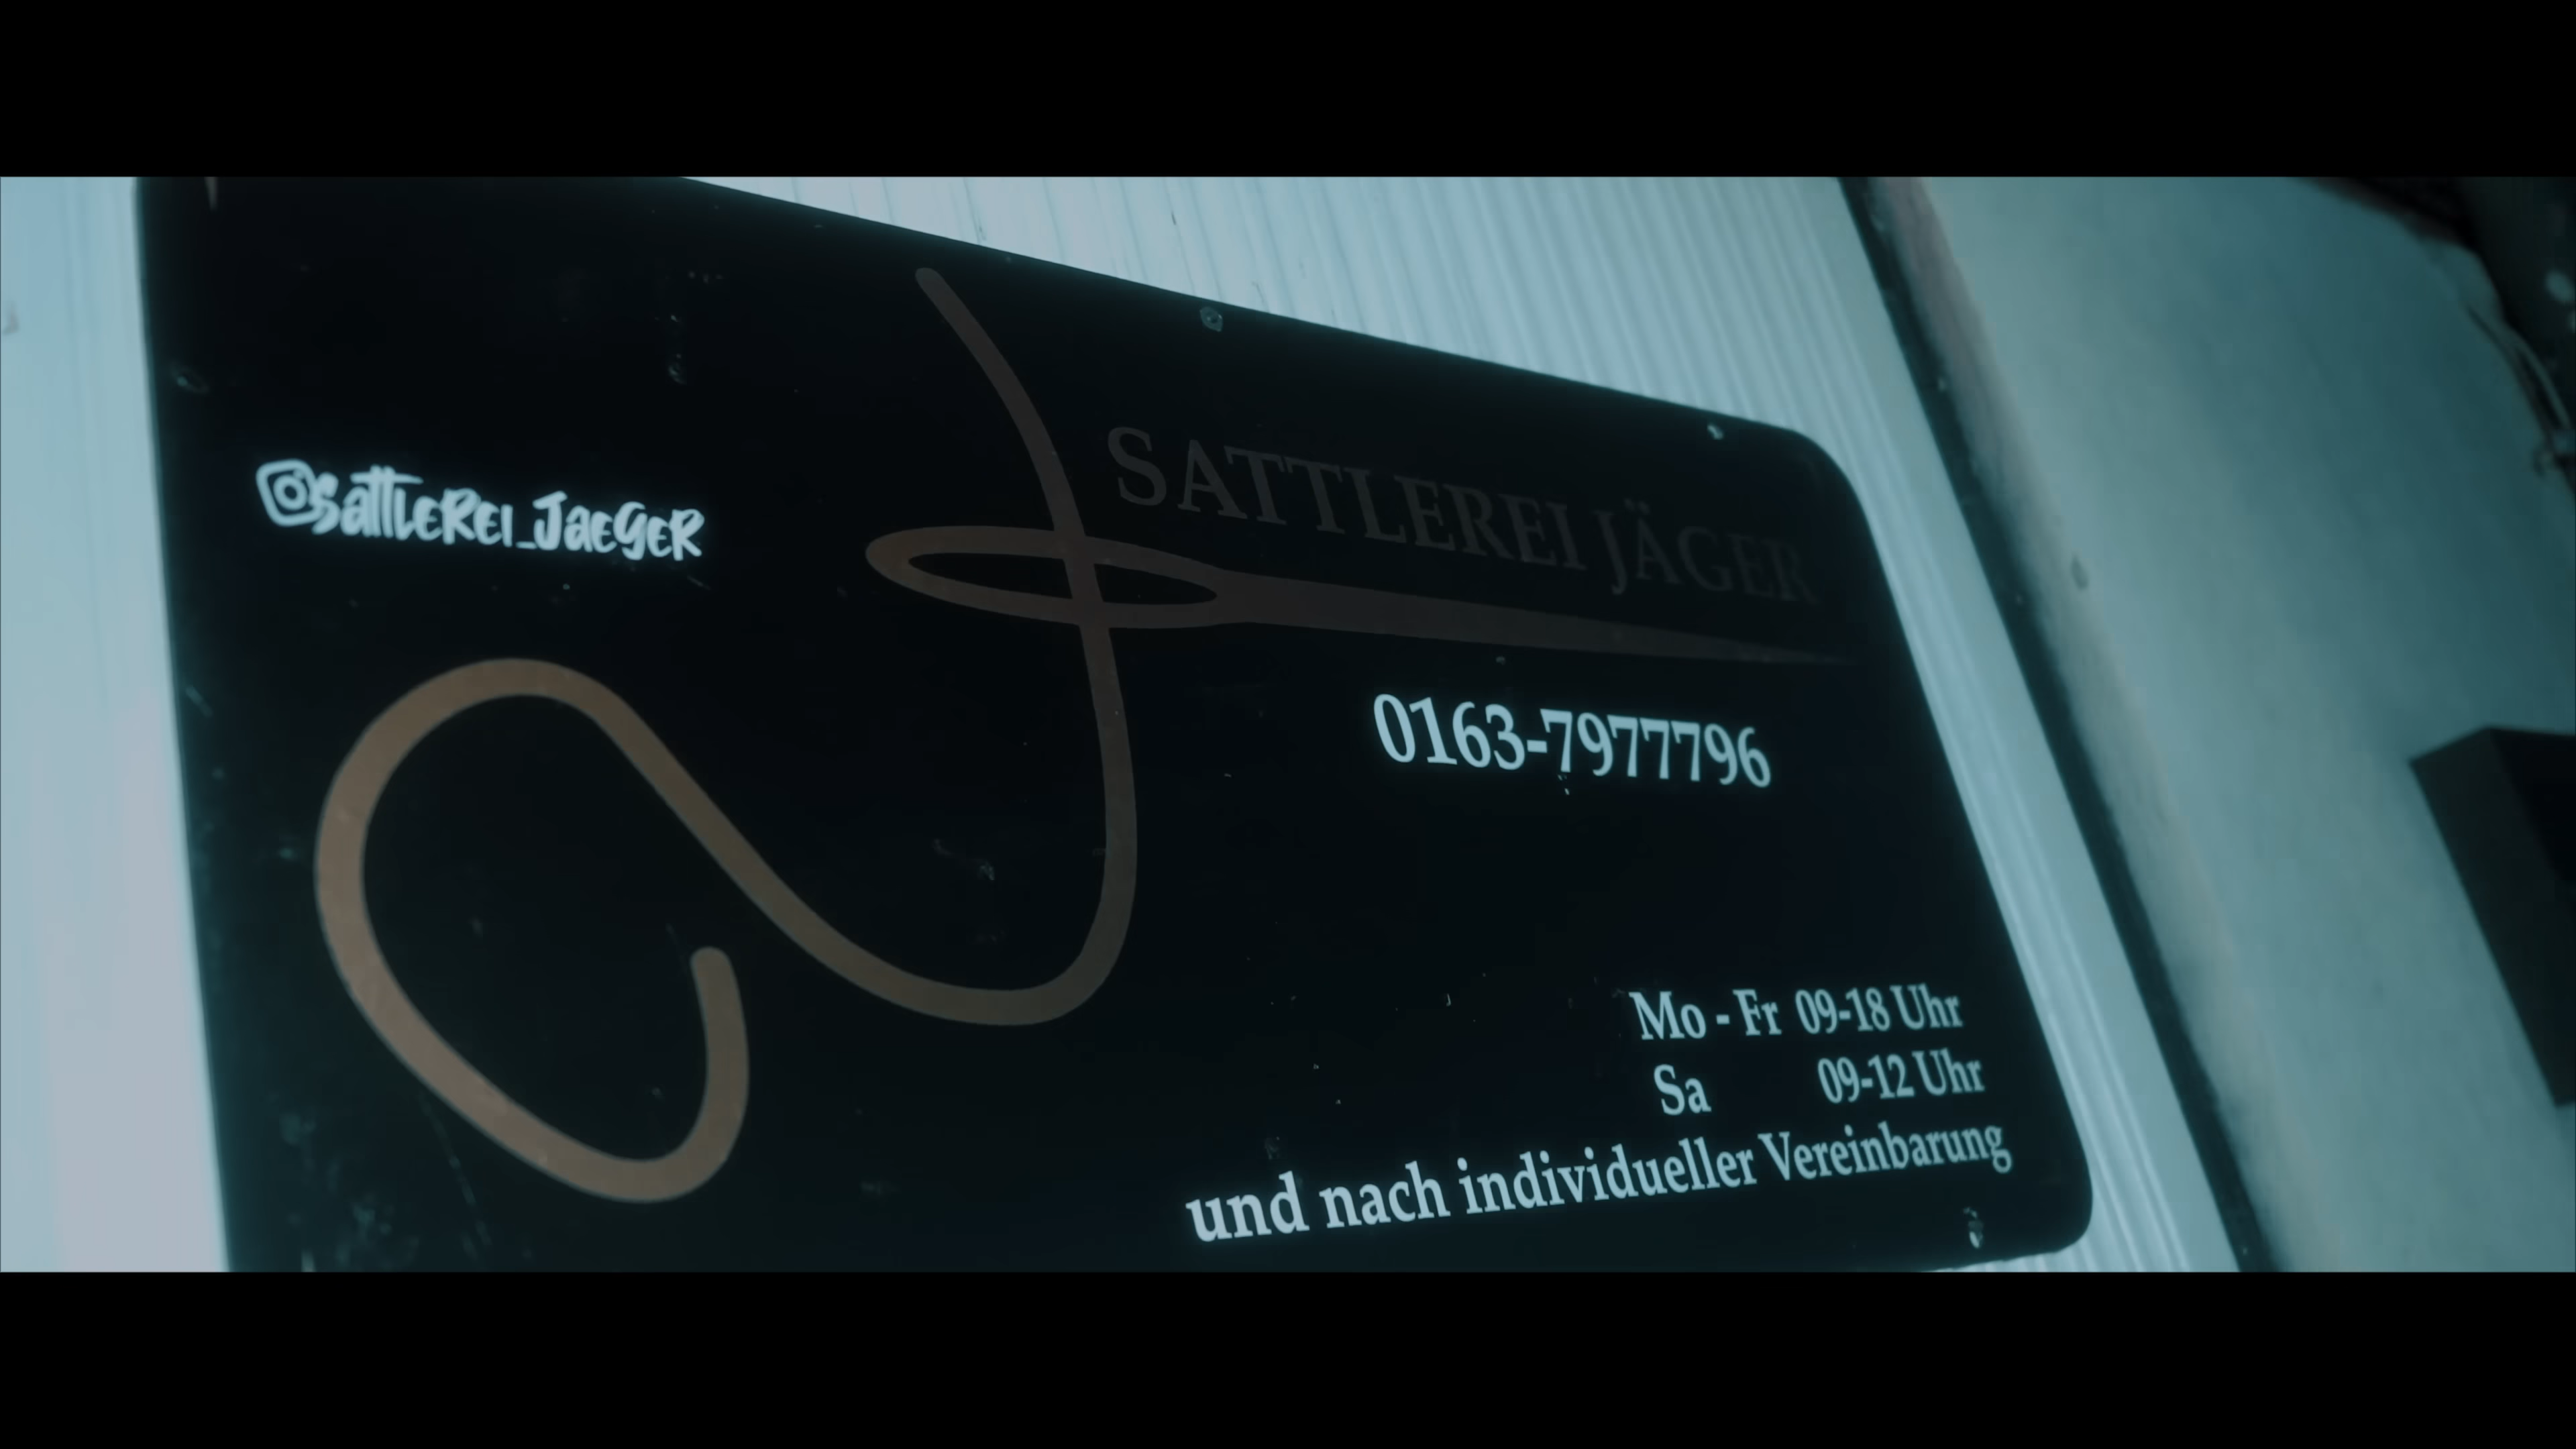 @sattlerei_Jaeger
SATTLEREI JÄGER
0163-7977796
Mo - Fr 09-18 Uhr
Sa 09-12 Uhr
und nach individueller Vereinbarung